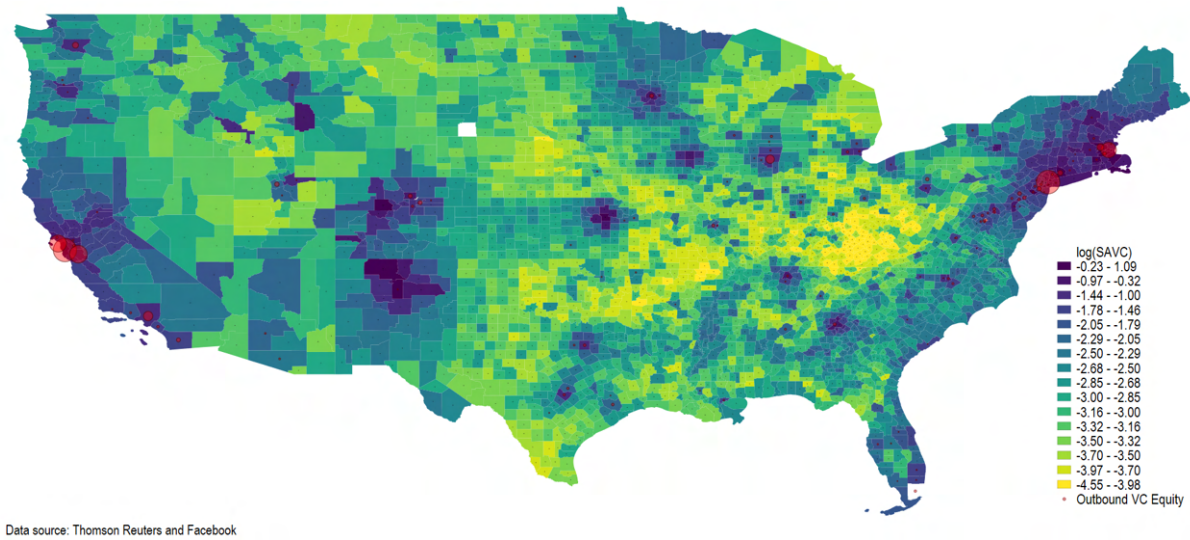 log(SAVC)
-0.23 - 1.09
-0.97 - -0.32
-1.44 - -1.00
-1.78 - -1.46
-2.05 - -1.79
-2.29 - -2.05
-2.50 - -2.29
-2.68 - -2.50
-2.85 - -2.68
-3.00 - -2.85
-3.16 - -3.00
-3.32 - -3.16
-3.50 - -3.32
-3.70 - -3.50
-3.97 - -3.70
-4.55 - -3.98
Outbound VC Equity
Data source: Thomson Reuters and Facebook